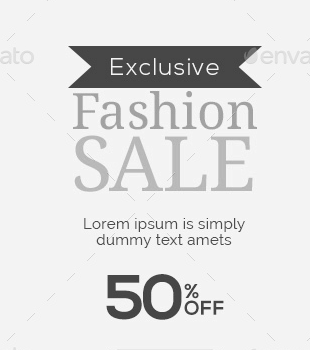 Exclusive
Fashion
SALE
Lorem ipsum is simply
dummy text amets
50% OFF